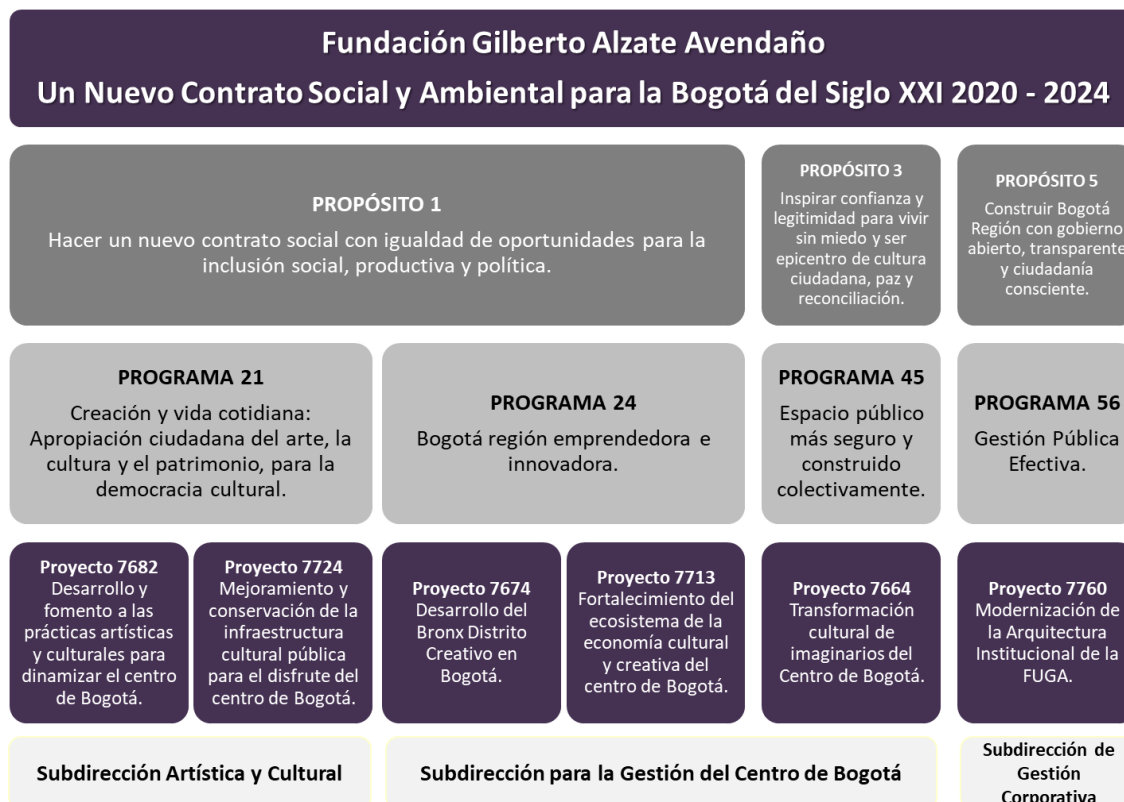 Fundación Gilberto Alzate Avendaño
Un Nuevo Contrato Social y Ambiental para la Bogotá del Siglo XXI 2020 - 2024
PROPÓSITO 1
Hacer un nuevo contrato social con igualdad de oportunidades para la
inclusión social, productiva y política.
PROPÓSITO 3
Inspirar confianza y
legitimidad para vivir
sin miedo y ser
epicentro de cultura
ciudadana, paz y
reconciliación.
PROPÓSITO 5
Construir Bogotá
Región con gobierno
abierto, transparente
y ciudadanía
consciente.
PROGRAMA 21
Creación y vida cotidiana:
Apropiación ciudadana del arte, la
cultura y el patrimonio, para la
democracia cultural.
PROGRAMA 24
Bogotá región emprendedora e
innovadora.
PROGRAMA 45
Espacio público
más seguro y
construido
colectivamente.
PROGRAMA 56
Gestión Pública
Efectiva.
Proyecto 7682
Desarrollo y
fomento a las
prácticas artísticas
y culturales para
dinamizar el centro
de Bogotá.
Proyecto 7724
Mejoramiento y
conservación de la
infraestructura
cultural pública
para el disfrute del
centro de Bogotá.
Proyecto 7674
Desarrollo del
Bronx Distrito
Creativo en
Bogotá.
Proyecto 7713
Fortalecimiento del
ecosistema de la
economía cultural
y creativa del
centro de Bogotá.
Proyecto 7664
Transformación
cultural de
imaginarios del
Centro de Bogotá.
Proyecto 7760
Modernización de
la Arquitectura
Institucional de la
FUGA.
Subdirección Artística y Cultural
Subdirección para la Gestión del Centro de Bogotá
Subdirección de
Gestión
Corporativa